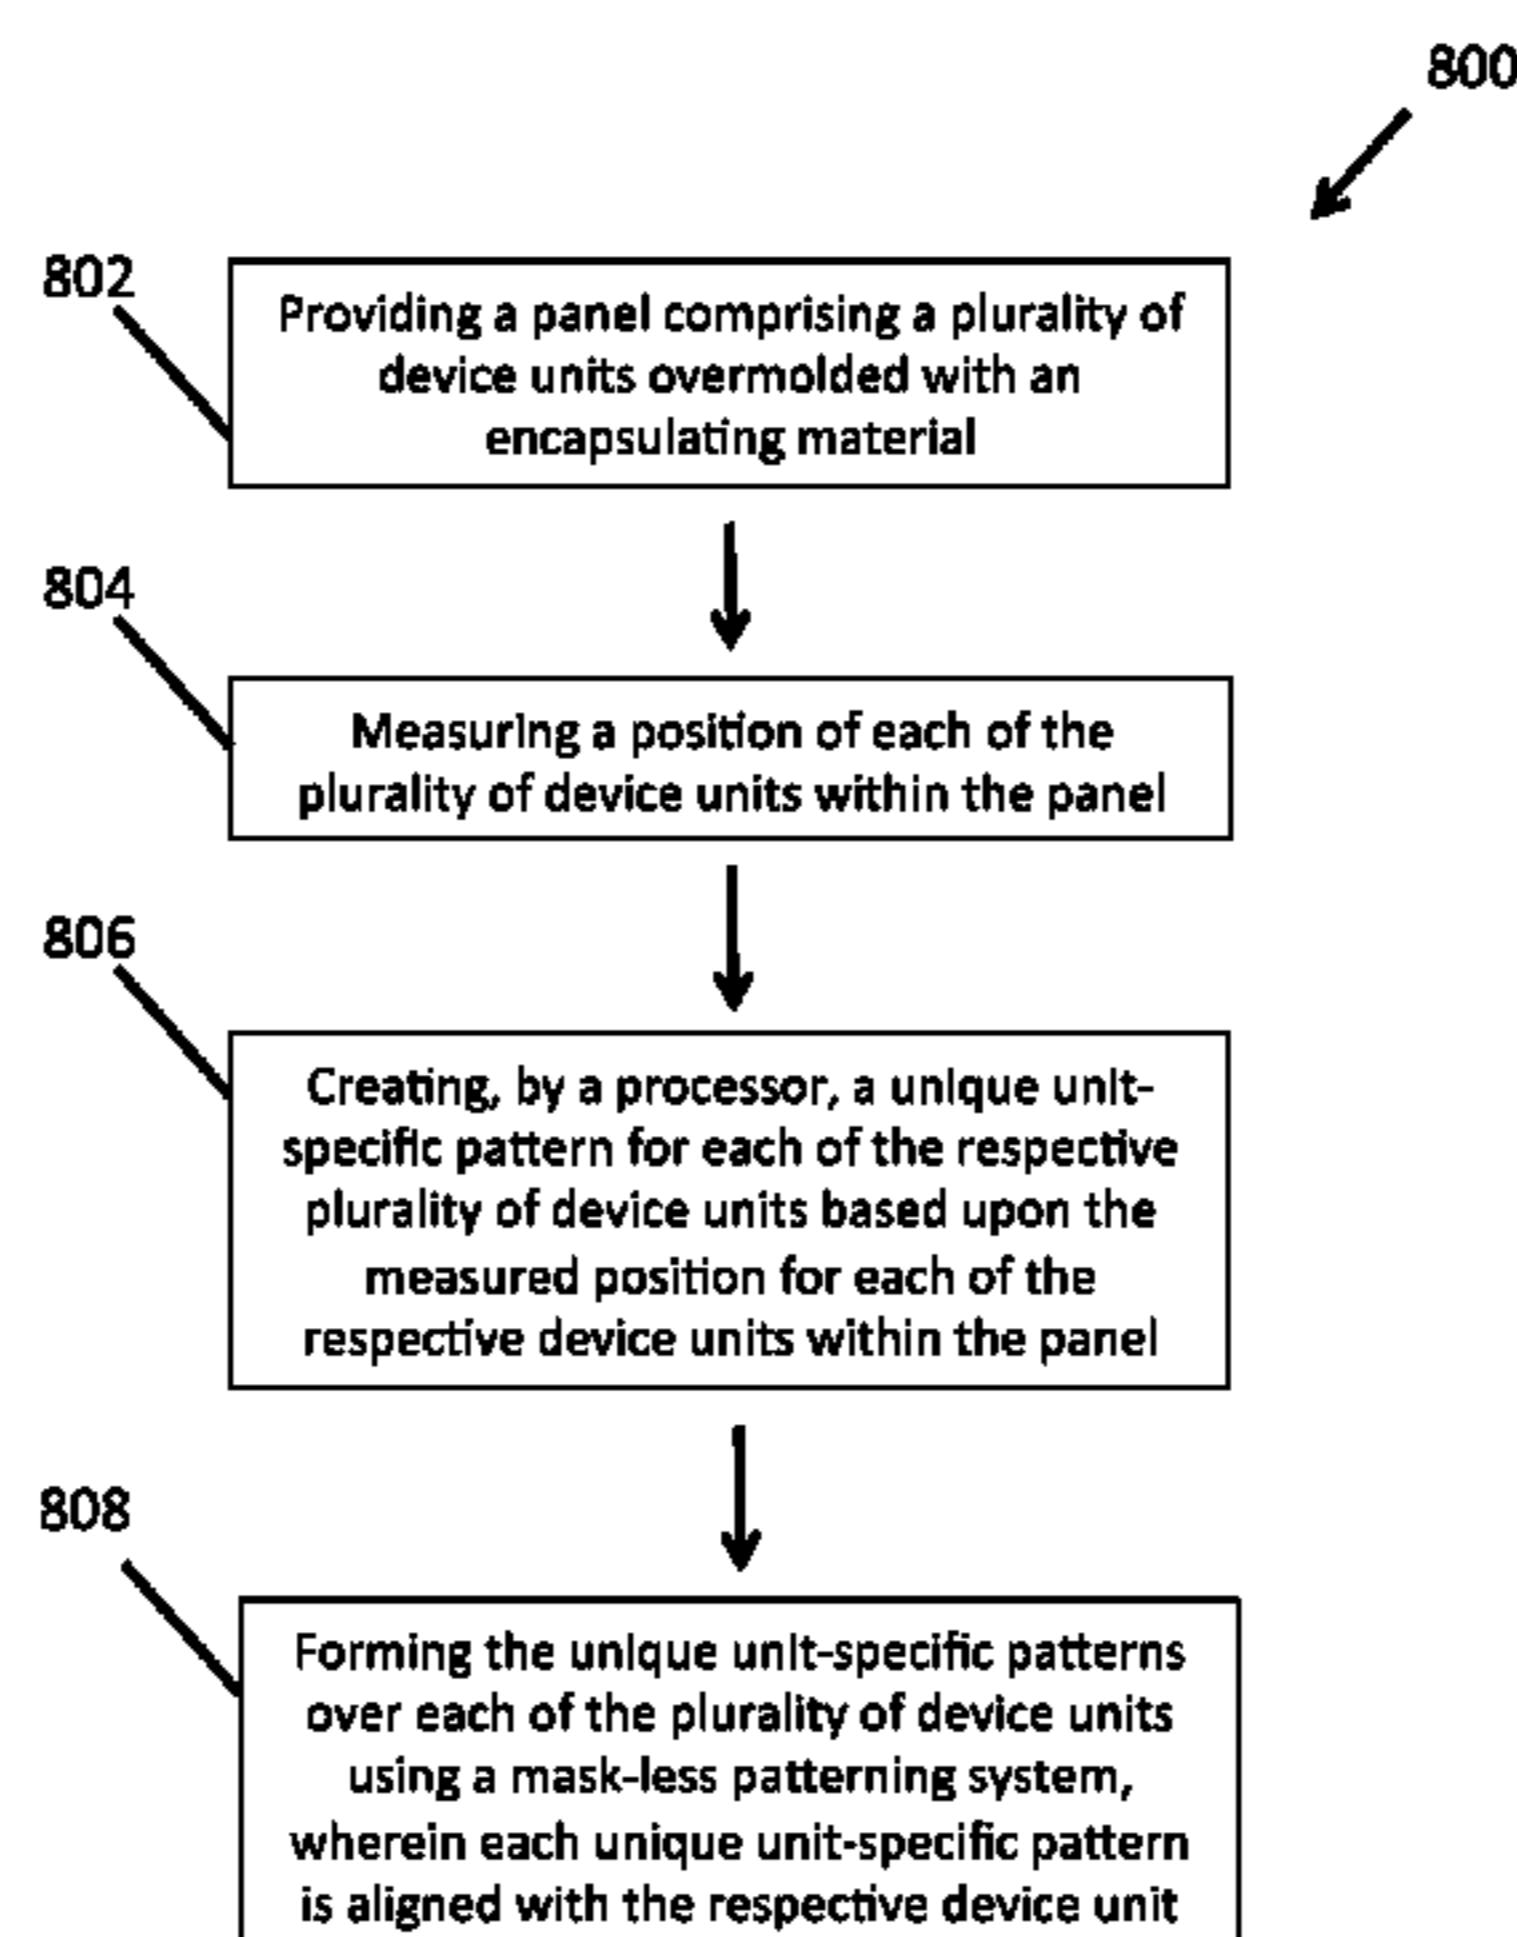 800
802
Providing a panel comprising a plurality of
device units overmolded with an
encapsulating material
804
Measuring a position of each of the
plurality of device units within the panel
806
Creating, by a processor, a unique unit-
specific pattern for each of the respective
plurality of device units based upon the
measured position for each of the
respective device units within the panel
808
Forming the unique unit-specific patterns
over each of the plurality of device units
using a mask-less patterning system,
wherein each unique unit-specific pattern
is aligned with the respective device unit